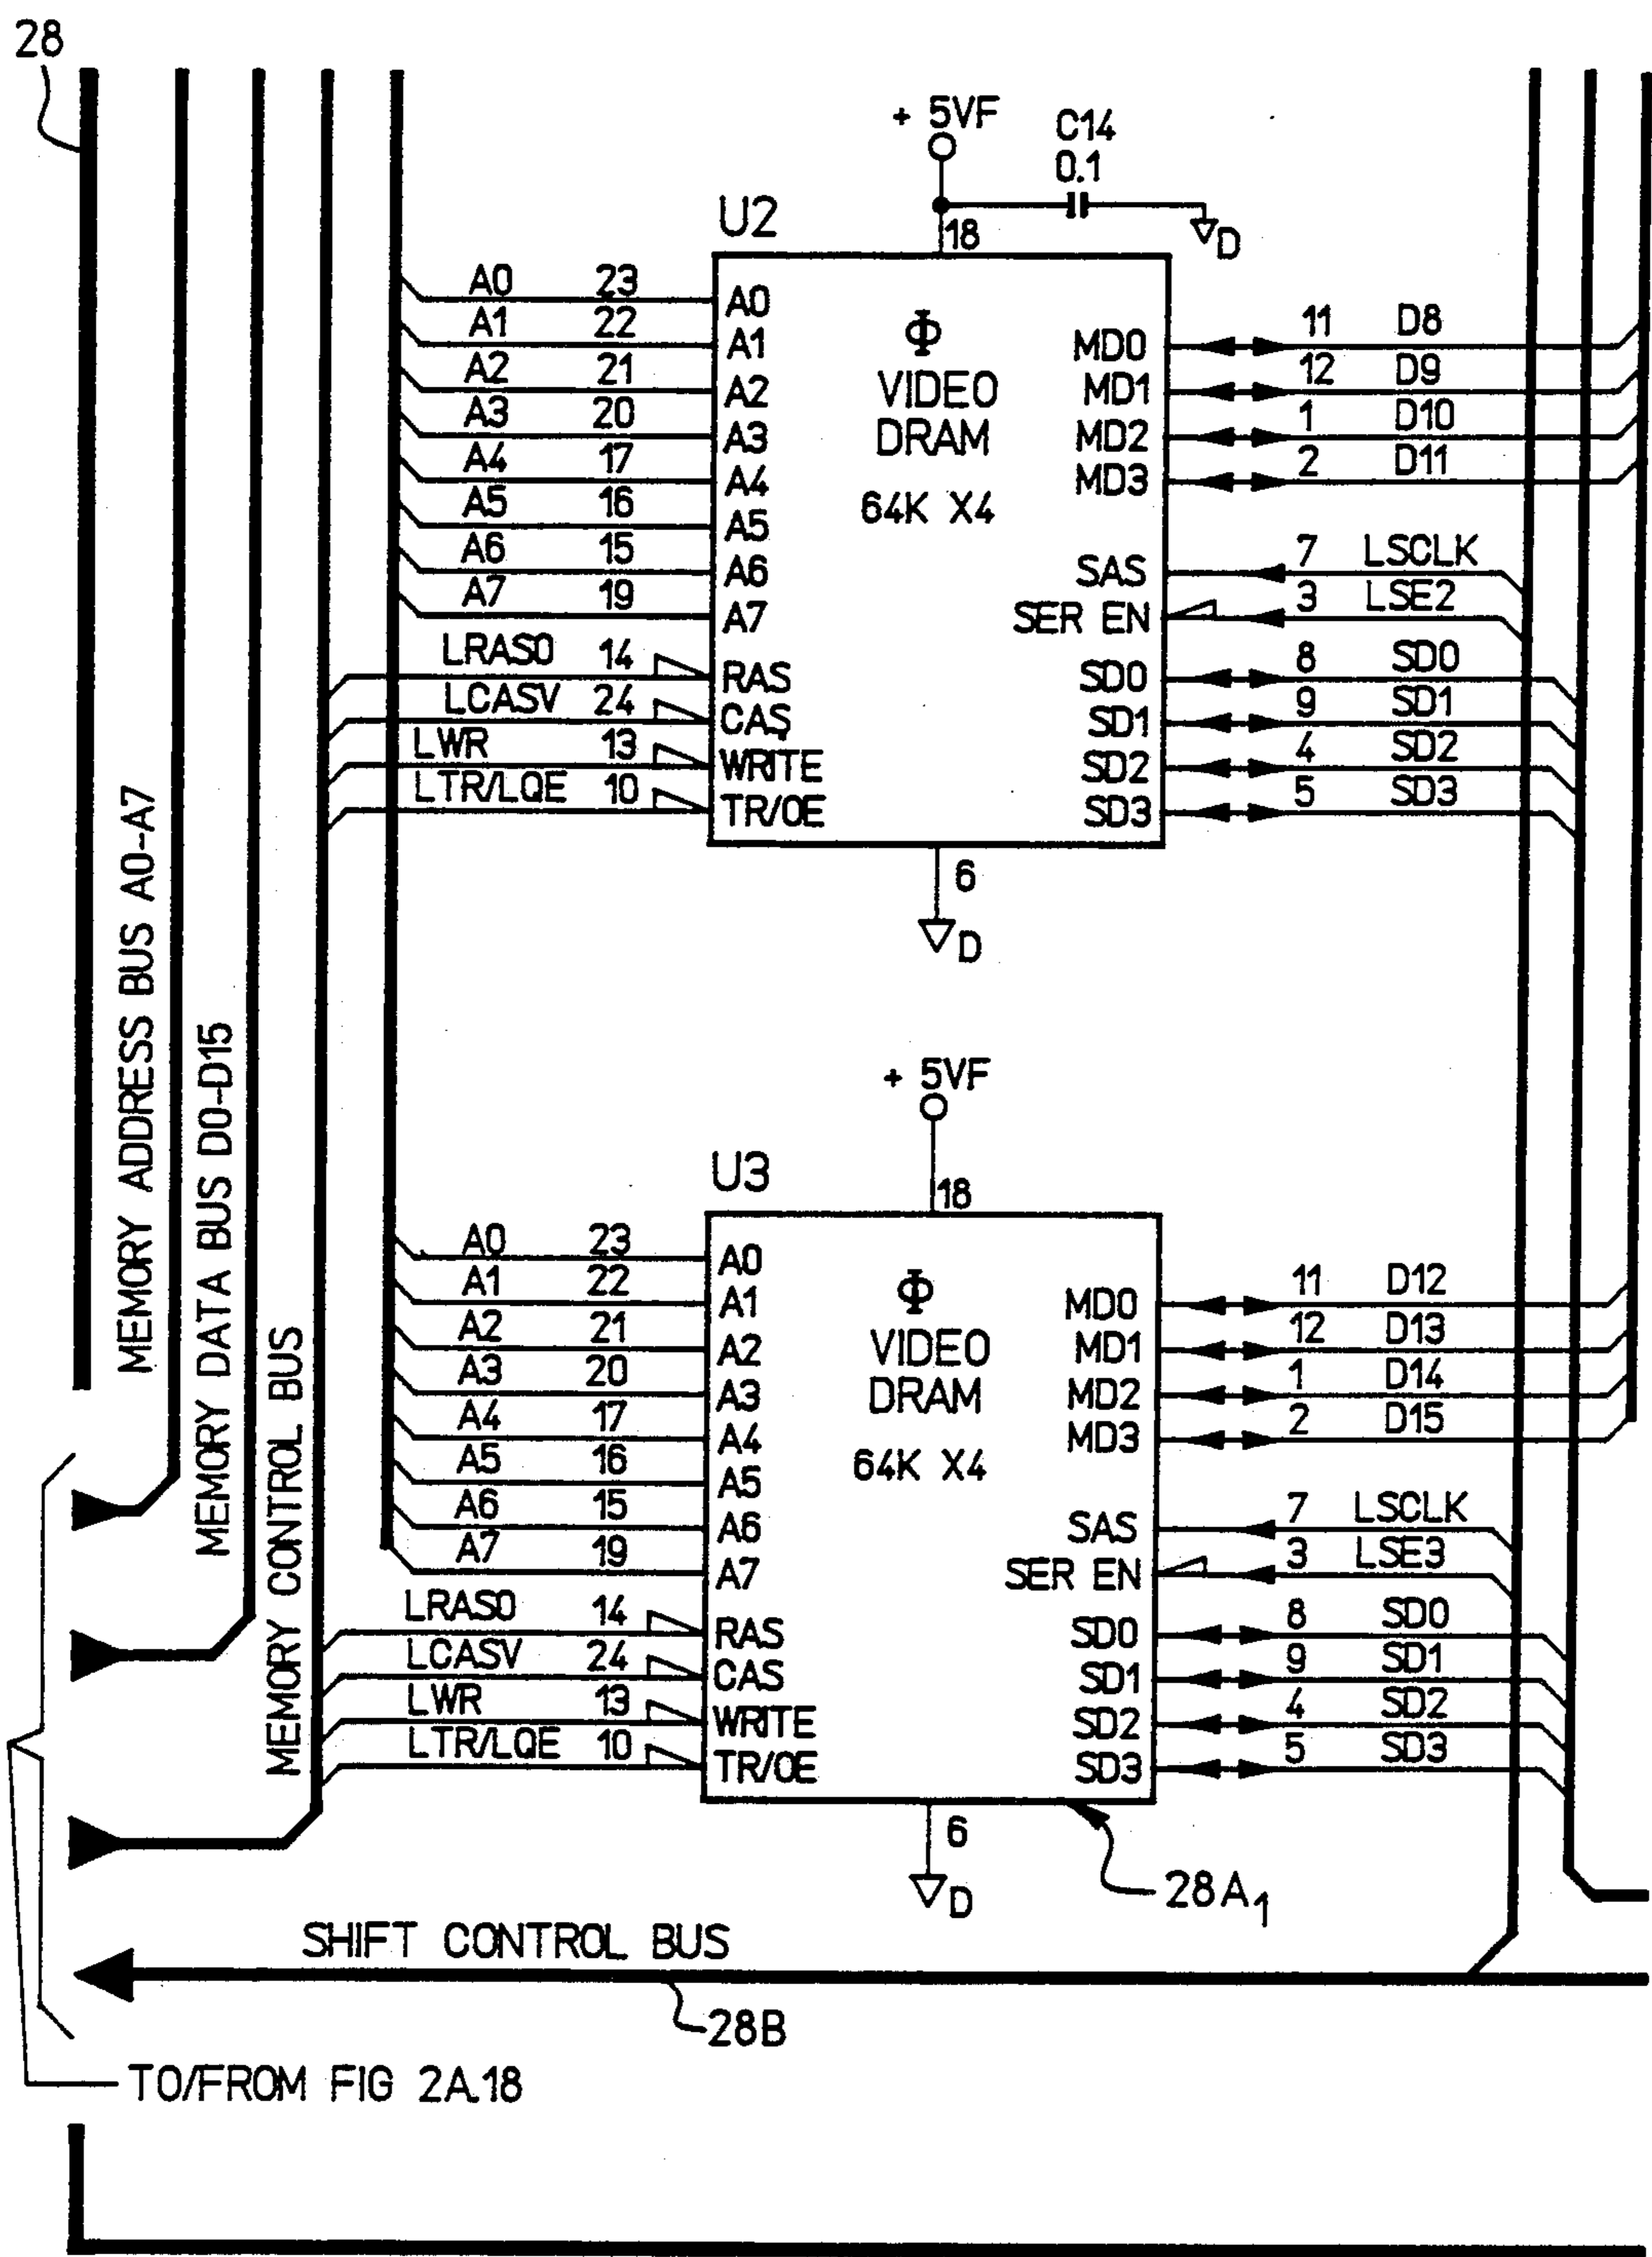 28
+ 5VF
C14
0.1
D
U2
18
A0 23 A0
A1 22 A1
A2 21 A2
A3 20 A3
A4 17 A4
A5 16 A5
A6 15 A6
A7 19 A7
LRAS0 14 RAS
LCASV 24 CAS
LWR 13 WRITE
LTR/LQE 10 TR/OE
Φ
VIDEO
DRAM
64K X4
MD0 11 D8
MD1 12 D9
MD2 1 D10
MD3 2 D11
SAS 7 LSCLK
SER EN 3 LSE2
SD0 8 SD0
SD1 9 SD1
SD2 4 SD2
SD3 5 SD3
6
D
MEMORY ADDRESS BUS A0-A7
MEMORY DATA BUS D0-D15
MEMORY CONTROL BUS
+ 5VF
U3
18
A0 23 A0
A1 22 A1
A2 21 A2
A3 20 A3
A4 17 A4
A5 16 A5
A6 15 A6
A7 19 A7
LRAS0 14 RAS
LCASV 24 CAS
LWR 13 WRITE
LTR/LQE 10 TR/OE
Φ
VIDEO
DRAM
64K X4
MD0 11 D12
MD1 12 D13
MD2 1 D14
MD3 2 D15
SAS 7 LSCLK
SER EN 3 LSE3
SD0 8 SD0
SD1 9 SD1
SD2 4 SD2
SD3 5 SD3
6
D
28A1
SHIFT CONTROL BUS
28B
TO/FROM FIG 2A.18